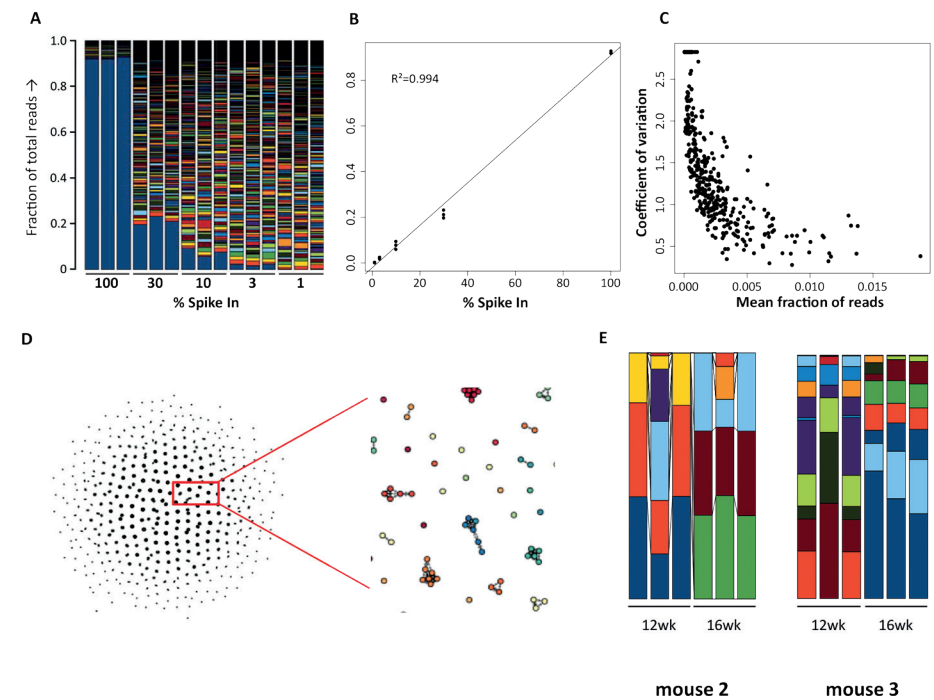 A
Fraction of total reads →
1.0
0.8
0.6
0.4
0.2
0
100 30 10 3 1
% Spike In
B
R²=0.994
0.8
0.6
0.4
0.2
0.0
0 20 40 60 80 100
% Spike In
C
Coefficient of variation
2.5
2.0
1.5
1.0
0.5
0.000 0.005 0.010 0.015
Mean fraction of reads
D
E
12wk 16wk 12wk 16wk
mouse 2 mouse 3